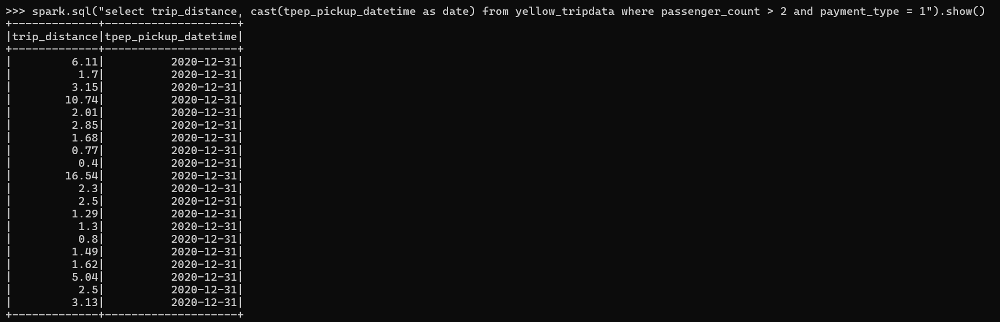 >>> spark.sql("select trip_distance, cast(tpep_pickup_datetime as date) from yellow_tripdata where passenger_count > 2 and payment_type = 1").show()
+-------------+--------------------+
|trip_distance|tpep_pickup_datetime|
+-------------+--------------------+
|         6.11|          2020-12-31|
|          1.7|          2020-12-31|
|         3.15|          2020-12-31|
|        10.74|          2020-12-31|
|         2.01|          2020-12-31|
|         2.85|          2020-12-31|
|         1.68|          2020-12-31|
|         0.77|          2020-12-31|
|          0.4|          2020-12-31|
|        16.54|          2020-12-31|
|          2.3|          2020-12-31|
|          2.5|          2020-12-31|
|         1.29|          2020-12-31|
|          1.3|          2020-12-31|
|          0.8|          2020-12-31|
|         1.49|          2020-12-31|
|         1.62|          2020-12-31|
|         5.04|          2020-12-31|
|          2.5|          2020-12-31|
|         3.13|          2020-12-31|
+-------------+--------------------+